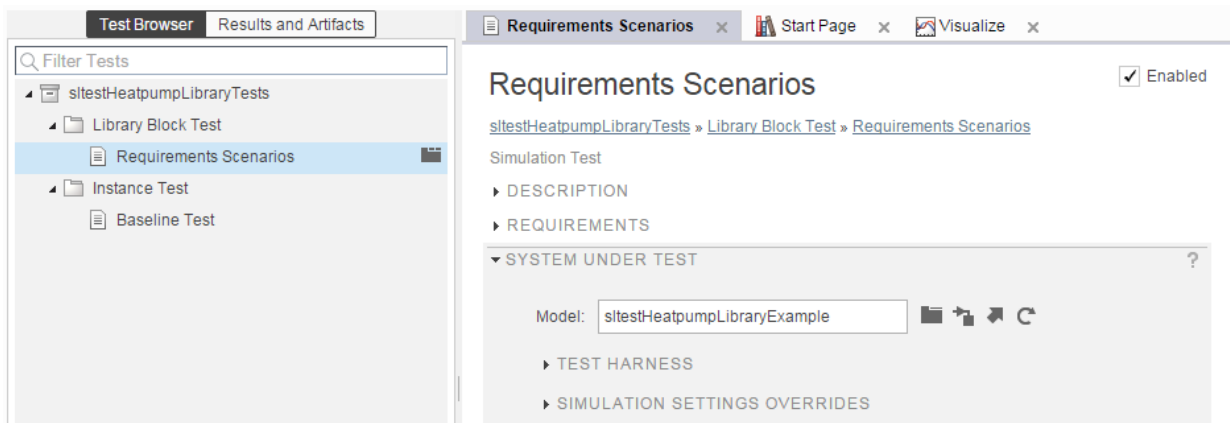 Test Browser Results and Artifacts
Filter Tests
sltestHeatpumpLibraryTests
Library Block Test
Requirements Scenarios
Instance Test
Baseline Test
Requirements Scenarios Start Page Visualize
Requirements Scenarios
Enabled
sltestHeatpumpLibraryTests » Library Block Test » Requirements Scenarios
Simulation Test
DESCRIPTION
REQUIREMENTS
SYSTEM UNDER TEST ?
Model: sltestHeatpumpLibraryExample
TEST HARNESS
SIMULATION SETTINGS OVERRIDES